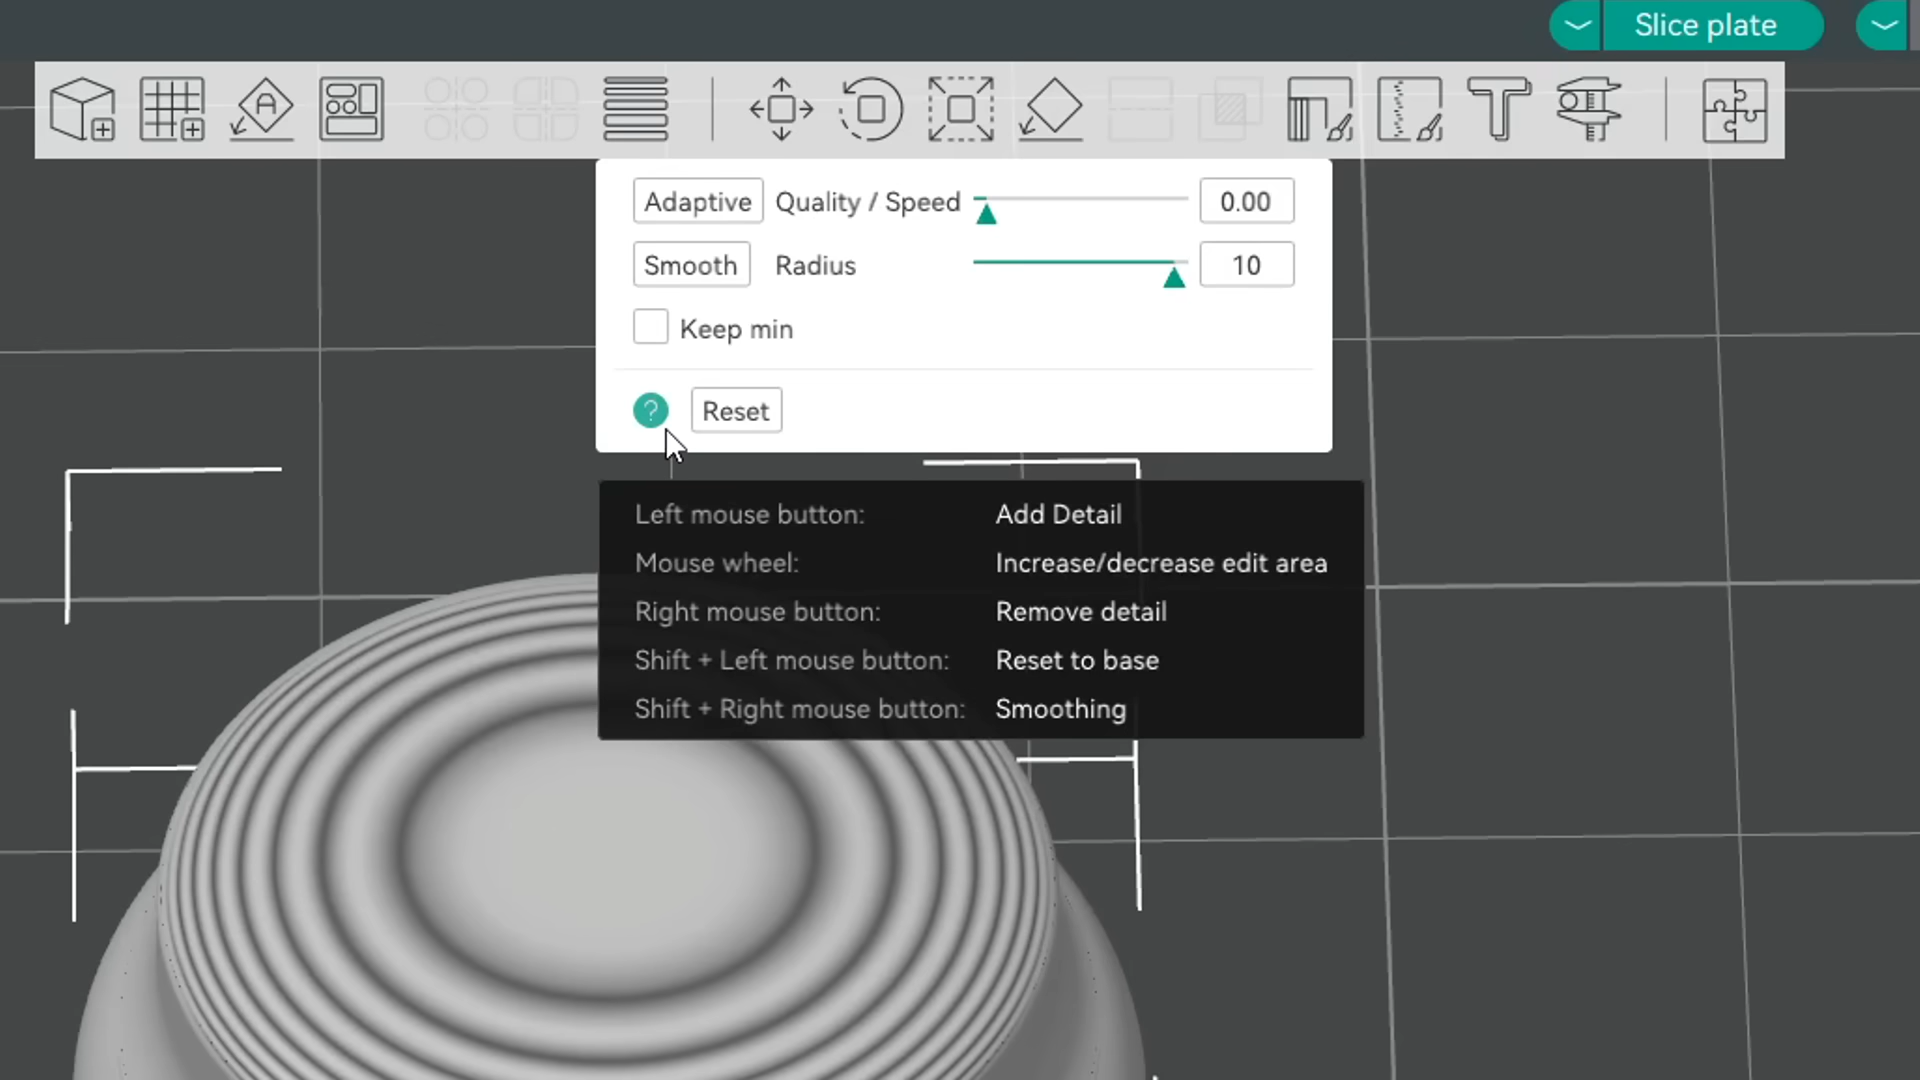 Slice plate
Adaptive Quality / Speed 0.00
Smooth Radius 10
Keep min
? Reset
Left mouse button: Add Detail
Mouse wheel: Increase/decrease edit area
Right mouse button: Remove detail
Shift + Left mouse button: Reset to base
Shift + Right mouse button: Smoothing